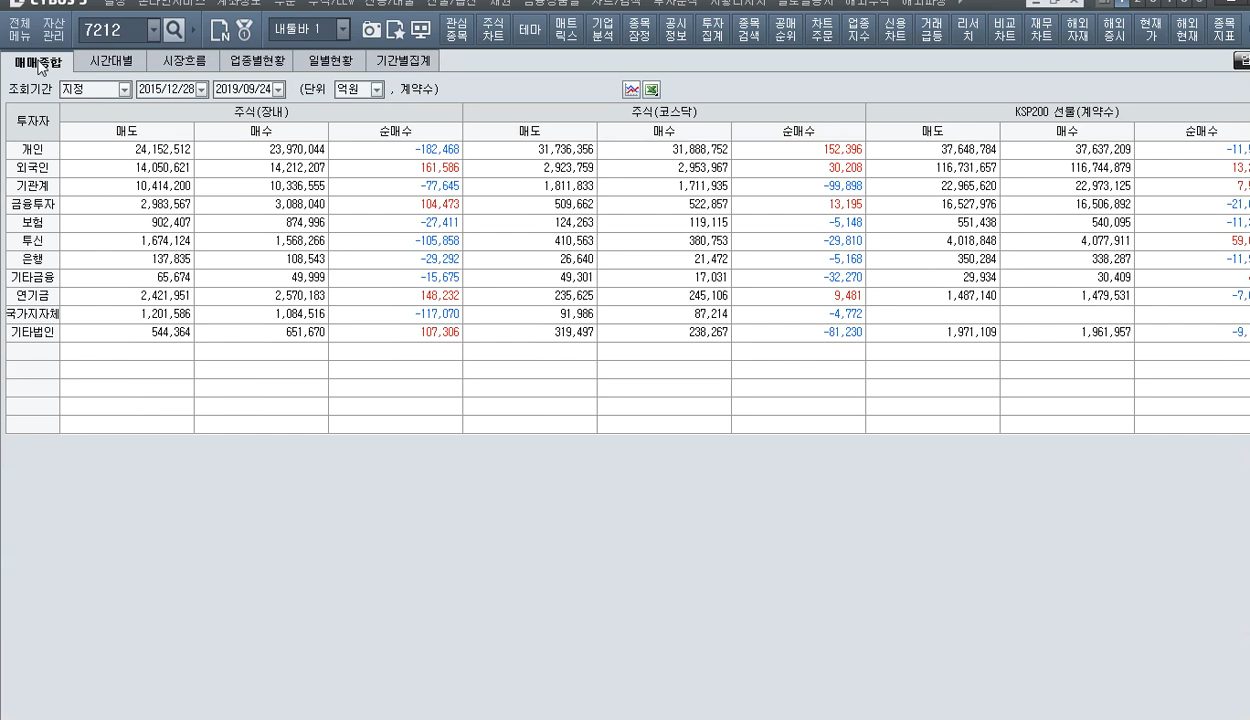 전체 메뉴 자산 관리 7212 내툴바 1 관심 종목 주식 차트 테마 매트 릭스 기업 분석 종목 잠정 공시 정보 투자 집계 종목 검색 공매 순위 차트 주문 업종 지수 신용 차트 거래 급등 리서 치 비교 차트 재무 차트 해외 자재 해외 증시 현재 가 해외 현재 종목 지표
매매종합 시간대별 시장흐름 업종별현황 일별현황 기간별집계
조회기간 지정 2015/12/28 2019/09/24 (단위 억원 , 계약수)
투자자 주식(장내) 주식(코스닥) KSP200 선물(계약수)
매도 매수 순매수 매도 매수 순매수 매도 매수 순매수
개인 24,152,512 23,970,044 -182,468 31,736,356 31,888,752 152,396 37,648,784 37,637,209
외국인 14,050,621 14,212,207 161,586 2,923,759 2,953,967 30,208 116,731,657 116,744,879
기관계 10,414,200 10,336,555 -77,645 1,811,833 1,711,935 -99,898 22,965,620 22,973,125
금융투자 2,983,567 3,088,040 104,473 509,662 522,857 13,195 16,527,976 16,506,892
보험 902,407 874,996 -27,411 124,263 119,115 -5,148 551,438 540,095
투신 1,674,124 1,568,266 -105,858 410,563 380,753 -29,810 4,018,848 4,077,911
은행 137,835 108,543 -29,292 26,640 21,472 -5,168 350,284 338,287
기타금융 65,674 49,999 -15,675 49,301 17,031 -32,270 29,934 30,409
연기금 2,421,951 2,570,183 148,232 235,625 245,106 9,481 1,487,140 1,479,531
국가지자체 1,201,586 1,084,516 -117,070 91,986 87,214 -4,772
기타법인 544,364 651,670 107,306 319,497 238,267 -81,230 1,971,109 1,961,957